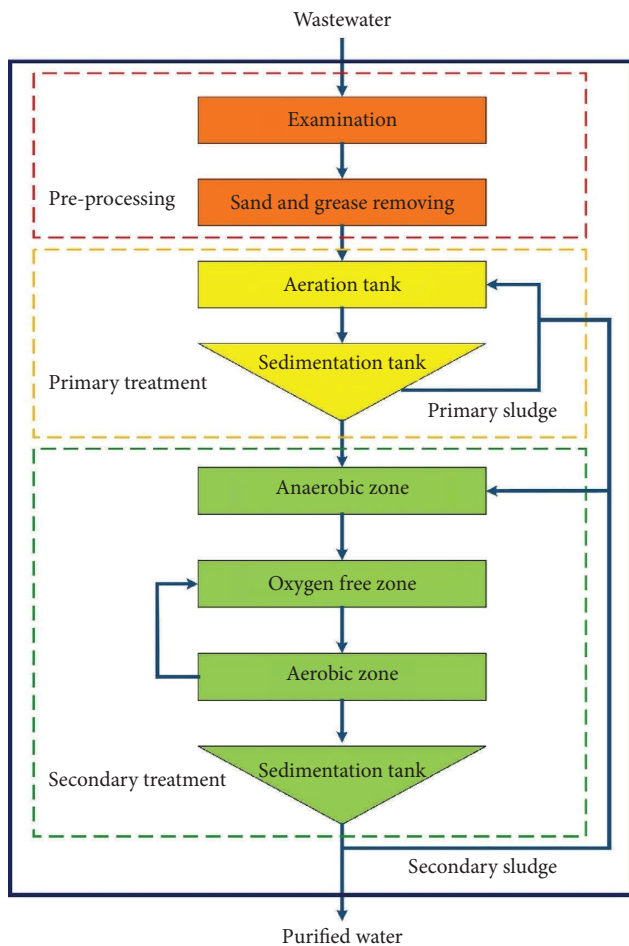 Wastewater
Examination
Pre-processing
Sand and grease removing
Aeration tank
Sedimentation tank
Primary treatment
Primary sludge
Anaerobic zone
Oxygen free zone
Aerobic zone
Sedimentation tank
Secondary treatment
Secondary sludge
Purified water